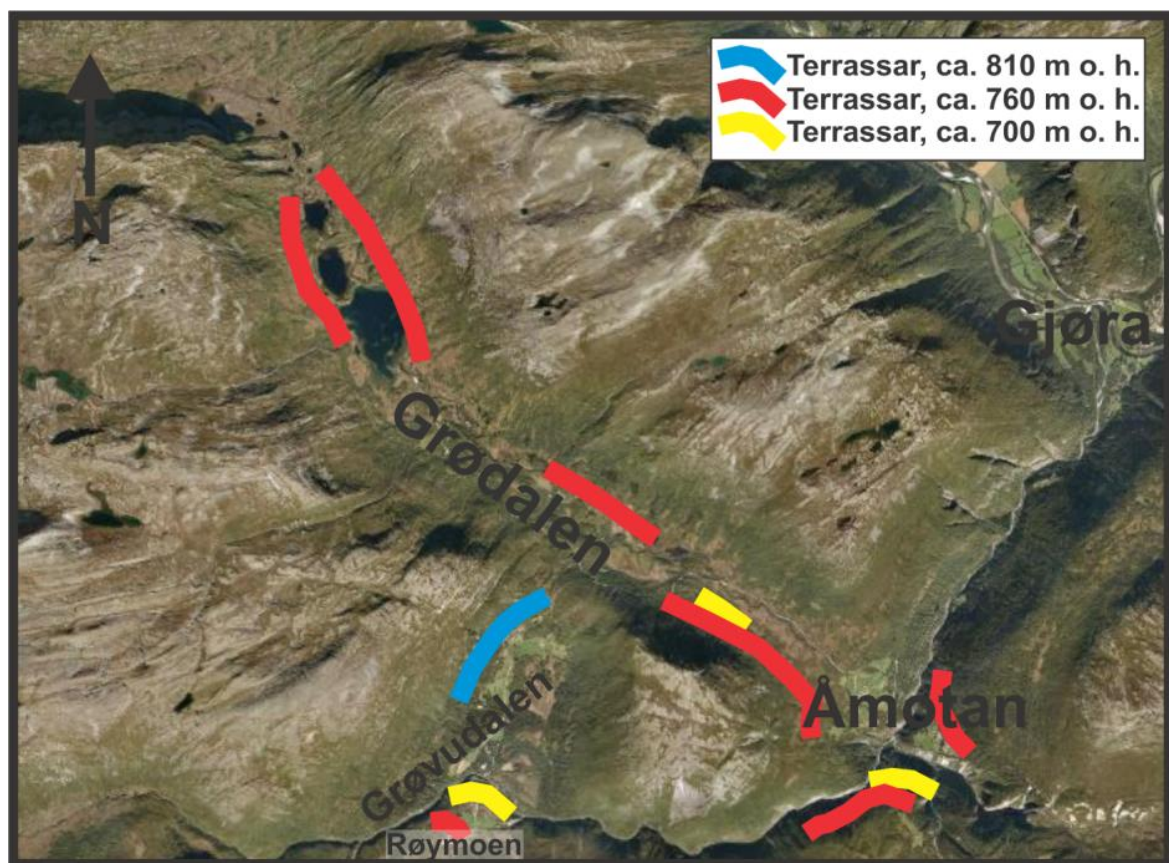 Terrassar, ca. 810 m o. h.
Terrassar, ca. 760 m o. h.
Terrassar, ca. 700 m o. h.
N
Gjøra
Grødalen
Åmotan
Grøvudalen
Røymoen